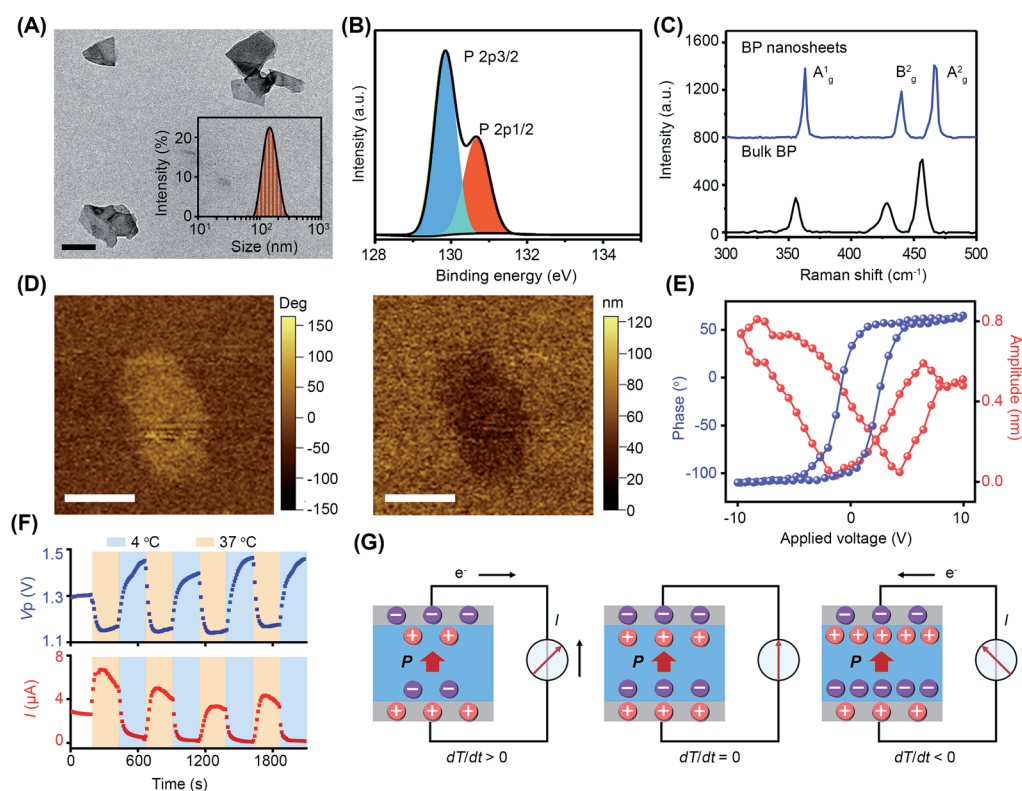 (A)
Intensity (%)
20
10
0
10¹ 10² 10³
Size (nm)
(B)
P 2p3/2
P 2p1/2
Intensity (a.u.)
128 130 132 134
Binding energy (eV)
(C)
1600
1200
800
400
0
Intensity (a.u.)
BP nanosheets
A¹g B²g A²g
Bulk BP
300 350 400 450 500
Raman shift (cm⁻¹)
(D)
Deg
150
100
50
0
-50
-100
-150
nm
120
100
80
60
40
20
0
(E)
50
0
-50
-100
Phase (°)
0.8
0.4
0.0
Amplitude (nm)
-10 0 10
Applied voltage (V)
(F)
4 °C 37 °C
1.5
1.3
1.1
Vp (V)
8
4
0
I (µA)
0 600 1200 1800
Time (s)
(G)
e⁻
− − −
+ +
P
I
− −
+ + +
dT/dt > 0
− − −
+ + +
P
− − −
+ + +
dT/dt = 0
e⁻
− − −
+ + + + +
P
I
− − − − −
+ + +
dT/dt < 0